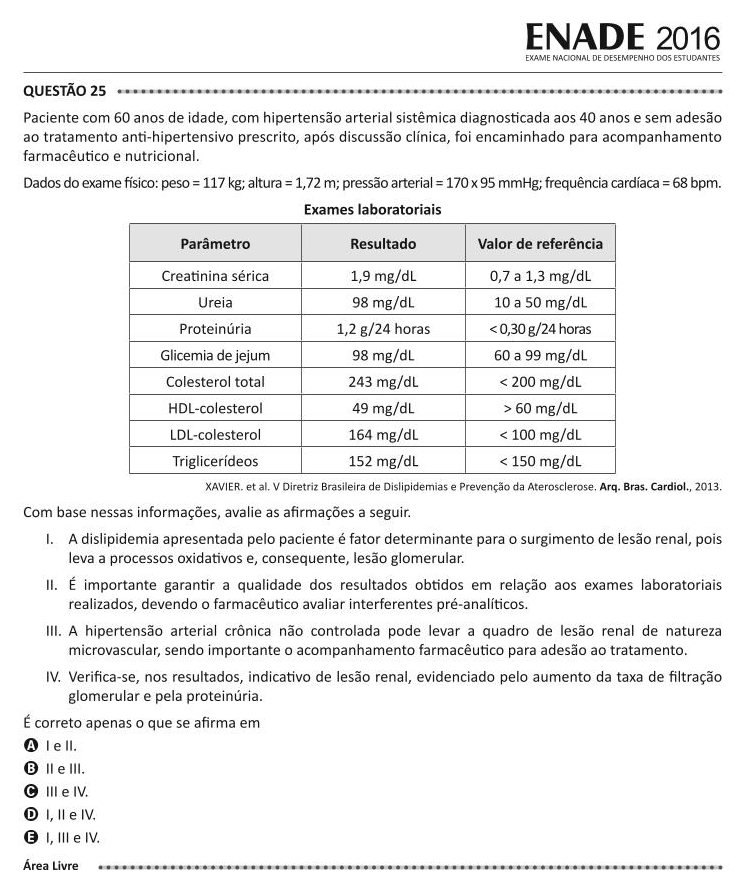 ENADE 2016
EXAME NACIONAL DE DESEMPENHO DOS ESTUDANTES
QUESTÃO 25
Paciente com 60 anos de idade, com hipertensão arterial sistêmica diagnosticada aos 40 anos e sem adesão
ao tratamento anti-hipertensivo prescrito, após discussão clínica, foi encaminhado para acompanhamento
farmacêutico e nutricional.
Dados do exame físico: peso = 117 kg; altura = 1,72 m; pressão arterial = 170 x 95 mmHg; frequência cardíaca = 68 bpm.
Exames laboratoriais
Parâmetro Resultado Valor de referência
Creatinina sérica 1,9 mg/dL 0,7 a 1,3 mg/dL
Ureia 98 mg/dL 10 a 50 mg/dL
Proteinúria 1,2 g/24 horas < 0,30 g/24 horas
Glicemia de jejum 98 mg/dL 60 a 99 mg/dL
Colesterol total 243 mg/dL < 200 mg/dL
HDL-colesterol 49 mg/dL > 60 mg/dL
LDL-colesterol 164 mg/dL < 100 mg/dL
Triglicerídeos 152 mg/dL < 150 mg/dL
XAVIER. et al. V Diretriz Brasileira de Dislipidemias e Prevenção da Aterosclerose. Arq. Bras. Cardiol., 2013.
Com base nessas informações, avalie as afirmações a seguir.
I. A dislipidemia apresentada pelo paciente é fator determinante para o surgimento de lesão renal, pois
leva a processos oxidativos e, consequente, lesão glomerular.
II. É importante garantir a qualidade dos resultados obtidos em relação aos exames laboratoriais
realizados, devendo o farmacêutico avaliar interferentes pré-analíticos.
III. A hipertensão arterial crônica não controlada pode levar a quadro de lesão renal de natureza
microvascular, sendo importante o acompanhamento farmacêutico para adesão ao tratamento.
IV. Verifica-se, nos resultados, indicativo de lesão renal, evidenciado pelo aumento da taxa de filtração
glomerular e pela proteinúria.
É correto apenas o que se afirma em
A I e II.
B II e III.
C III e IV.
D I, II e IV.
E I, III e IV.
Área Livre